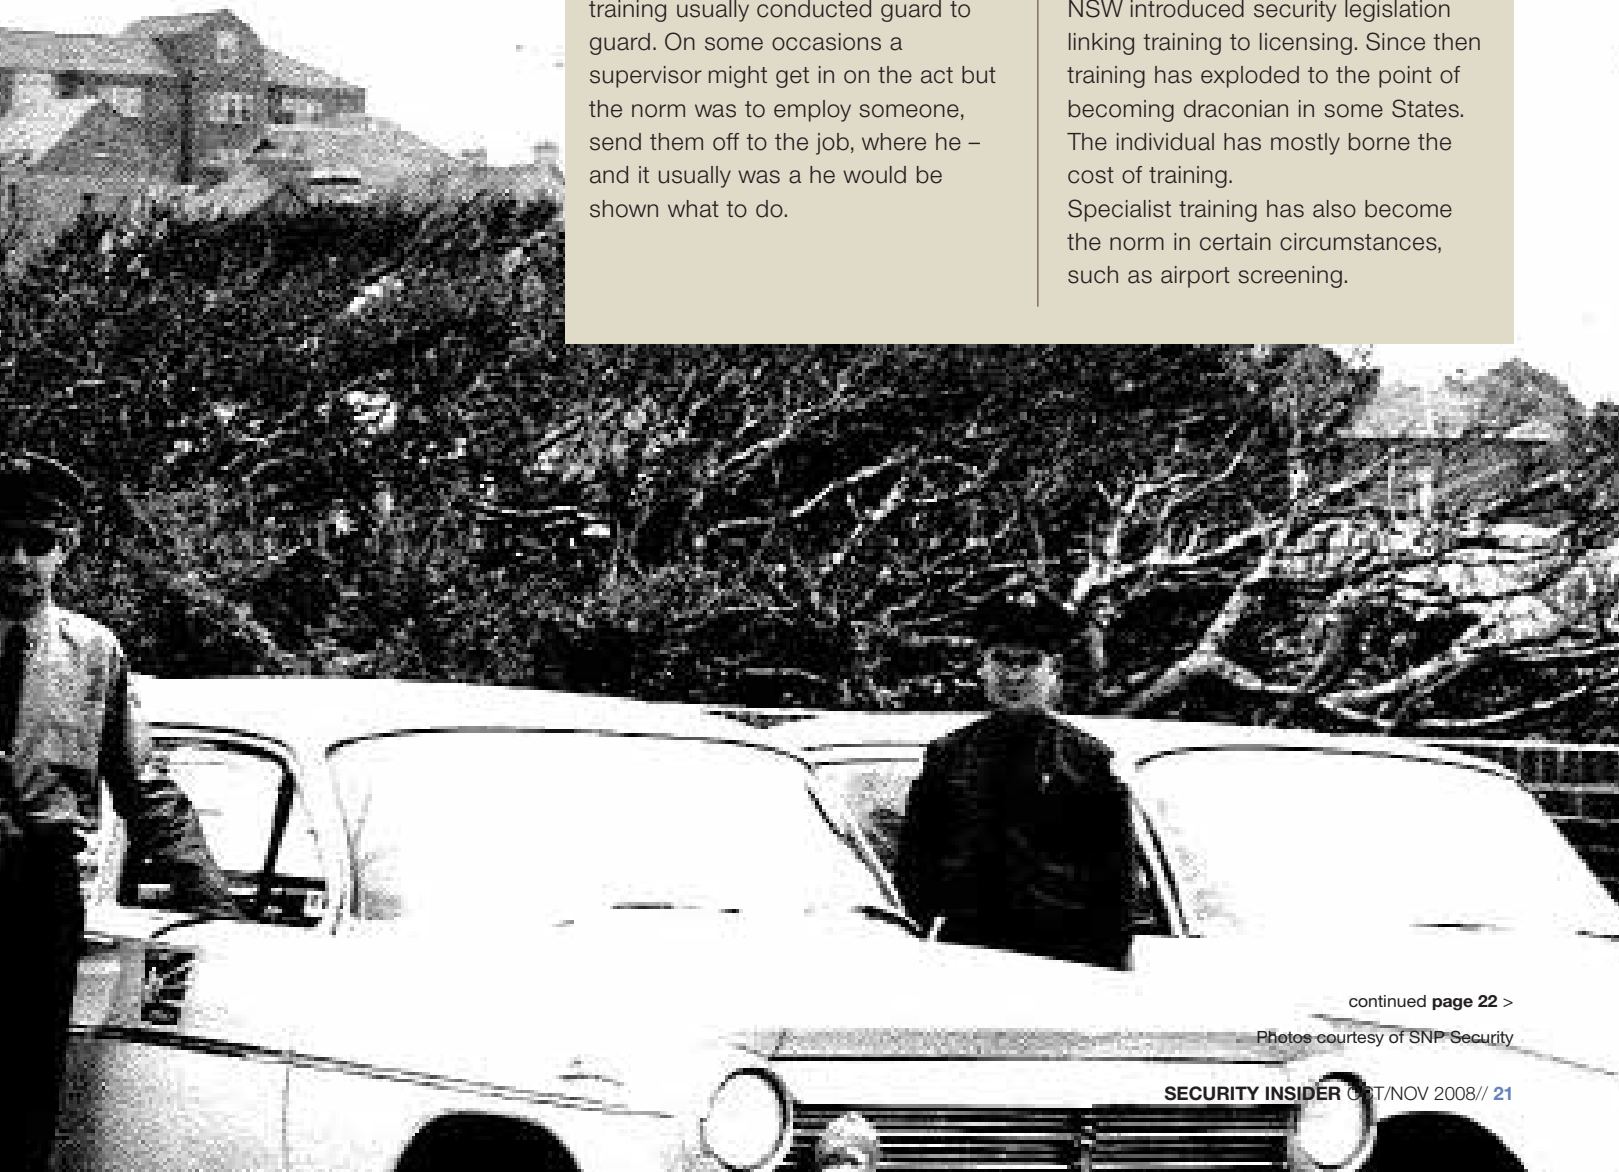 training usually conducted guard to
guard. On some occasions a
supervisor might get in on the act but
the norm was to employ someone,
send them off to the job, where he –
and it usually was a he would be
shown what to do.
NSW introduced security legislation
linking training to licensing. Since then
training has exploded to the point of
becoming draconian in some States.
The individual has mostly borne the
cost of training.
Specialist training has also become
the norm in certain circumstances,
such as airport screening.
continued page 22 >
Photos courtesy of SNP Security
SECURITY INSIDER OCT/NOV 2008// 21